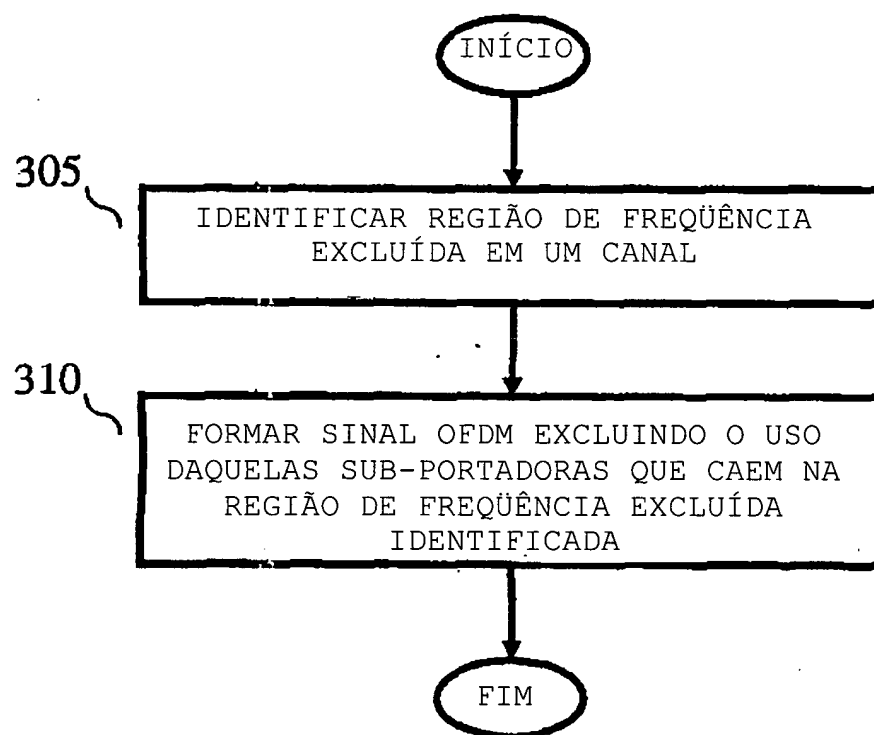 INÍCIO
305
IDENTIFICAR REGIÃO DE FREQÜÊNCIA
EXCLUÍDA EM UM CANAL
310
FORMAR SINAL OFDM EXCLUINDO O USO
DAQUELAS SUB-PORTADORAS QUE CAEM NA
REGIÃO DE FREQÜÊNCIA EXCLUÍDA
IDENTIFICADA
FIM